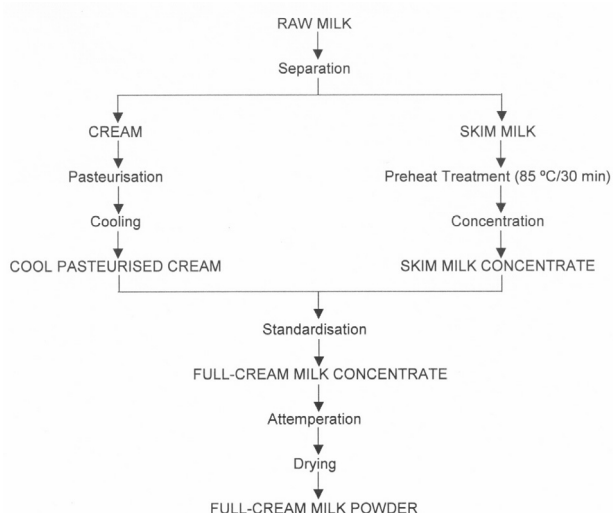 RAW MILK
Separation
CREAM
SKIM MILK
Pasteurisation
Preheat Treatment (85 ºC/30 min)
Cooling
Concentration
COOL PASTEURISED CREAM
SKIM MILK CONCENTRATE
Standardisation
FULL-CREAM MILK CONCENTRATE
Attemperation
Drying
FULL-CREAM MILK POWDER